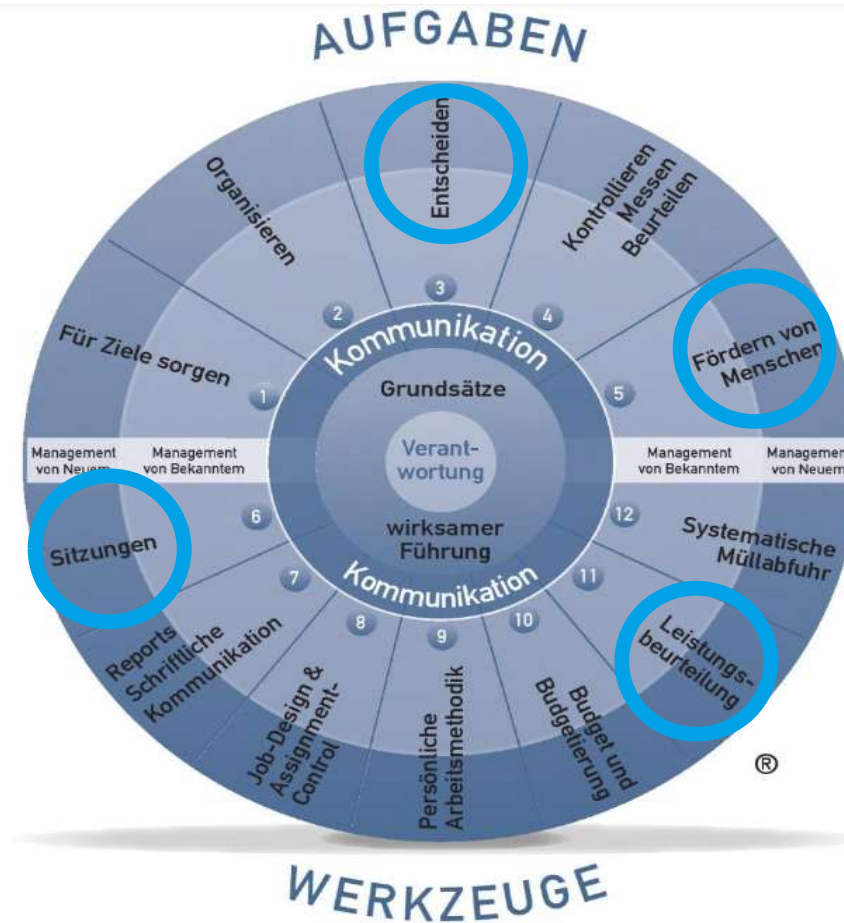 AUFGABEN
Für Ziele sorgen
Organisieren
Entscheiden
Kontrollieren
Messen
Beurteilen
Fördern von
Menschen
1
2
3
4
5
Kommunikation
Grundsätze
Verant-
wortung
wirksamer
Führung
Kommunikation
Management
von Neuem
Management
von Bekanntem
Management
von Bekanntem
Management
von Neuem
6
7
8
9
10
11
12
Sitzungen
Reports
Schriftliche
Kommunikation
Job-Design &
Assignment-
Control
Persönliche
Arbeitsmethodik
Budget und
Budgetierung
Leistungs-
beurteilung
Systematische
Müllabfuhr
®
WERKZEUGE